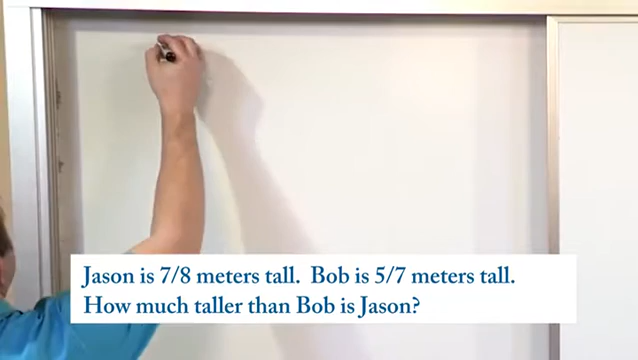 Jason is 7/8 meters tall. Bob is 5/7 meters tall.
How much taller than Bob is Jason?